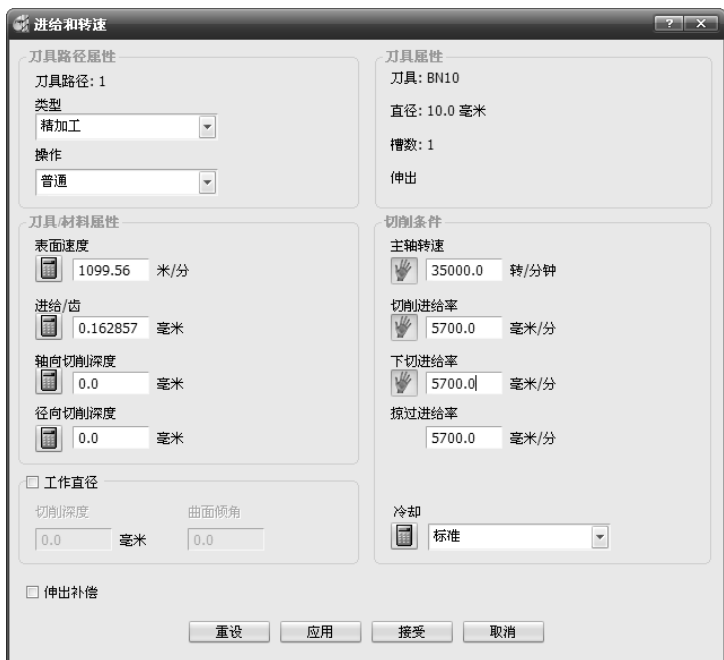 进给和转速
刀具路径属性
刀具路径: 1
类型
精加工
操作
普通
刀具属性
刀具: BN10
直径: 10.0 毫米
槽数: 1
伸出
刀具/材料属性
表面速度
1099.56 米/分
进给/齿
0.162857 毫米
轴向切削深度
0.0 毫米
径向切削深度
0.0 毫米
切削条件
主轴转速
35000.0 转/分钟
切削进给率
5700.0 毫米/分
下切进给率
5700.0 毫米/分
掠过进给率
5700.0 毫米/分
工作直径
切削深度 曲面倾角
0.0 毫米 0.0
冷却
标准
伸出补偿
重设 应用 接受 取消